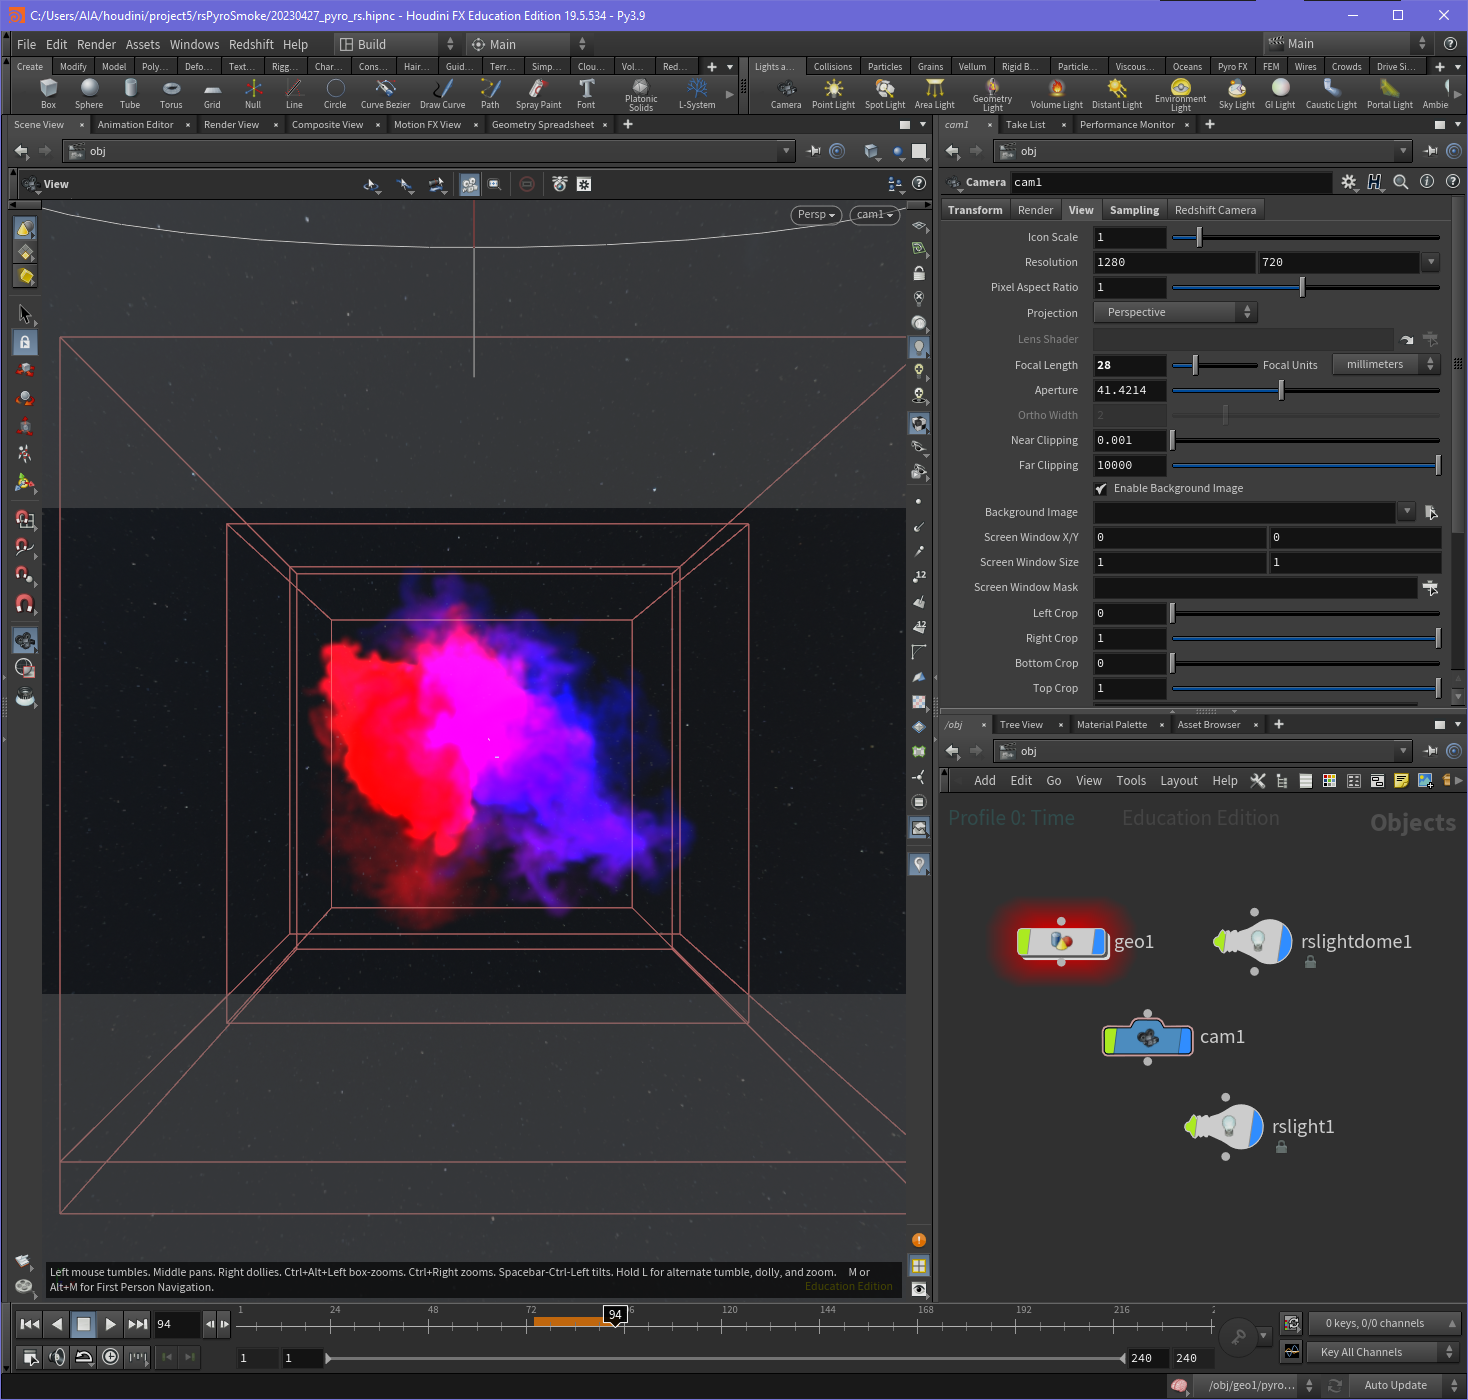 C:/Users/AIA/houdini/project5/rsPyroSmoke/20230427_pyro_rs.hipnc - Houdini FX Education Edition 19.5.534 - Py3.9
File Edit Render Assets Windows Redshift Help Build Main Main
Create Modify Model Poly... Defo... Text... Rigg... Char... Cons... Hair... Guid... Terr... Simp... Clou... Vol... Red... Lights a... Collisions Particles Grains Vellum Rigid B... Particle... Viscous... Oceans Pyro FX FEM Wires Crowds Drive Si...
Box Sphere Tube Torus Grid Null Line Circle Curve Bezier Draw Curve Path Spray Paint Font Platonic Solids L-System Camera Point Light Spot Light Area Light Geometry Light Volume Light Distant Light Environment Light Sky Light GI Light Caustic Light Portal Light Ambie
Scene View Animation Editor Render View Composite View Motion FX View Geometry Spreadsheet
obj
View
Persp cam1
cam1 Take List Performance Monitor
obj
Camera cam1
Transform Render View Sampling Redshift Camera
Icon Scale 1
Resolution 1280 720
Pixel Aspect Ratio 1
Projection Perspective
Lens Shader
Focal Length 28 Focal Units millimeters
Aperture 41.4214
Ortho Width 2
Near Clipping 0.001
Far Clipping 10000
Enable Background Image
Background Image
Screen Window X/Y 0 0
Screen Window Size 1 1
Screen Window Mask
Left Crop 0
Right Crop 1
Bottom Crop 0
Top Crop 1
12
12
/obj Tree View Material Palette Asset Browser
obj
Add Edit Go View Tools Layout Help
Profile 0: Time Education Edition Objects
geo1
rslightdome1
cam1
rslight1
Left mouse tumbles. Middle pans. Right dollies. Ctrl+Alt+Left box-zooms. Ctrl+Right zooms. Spacebar-Ctrl-Left tilts. Hold L for alternate tumble, dolly, and zoom. M or
Alt+M for First Person Navigation. Education Edition
94 1 24 48 72 94 6 120 144 168 192 216 2
0 keys, 0/0 channels
1 1 240 240 Key All Channels
/obj/geo1/pyro... Auto Update